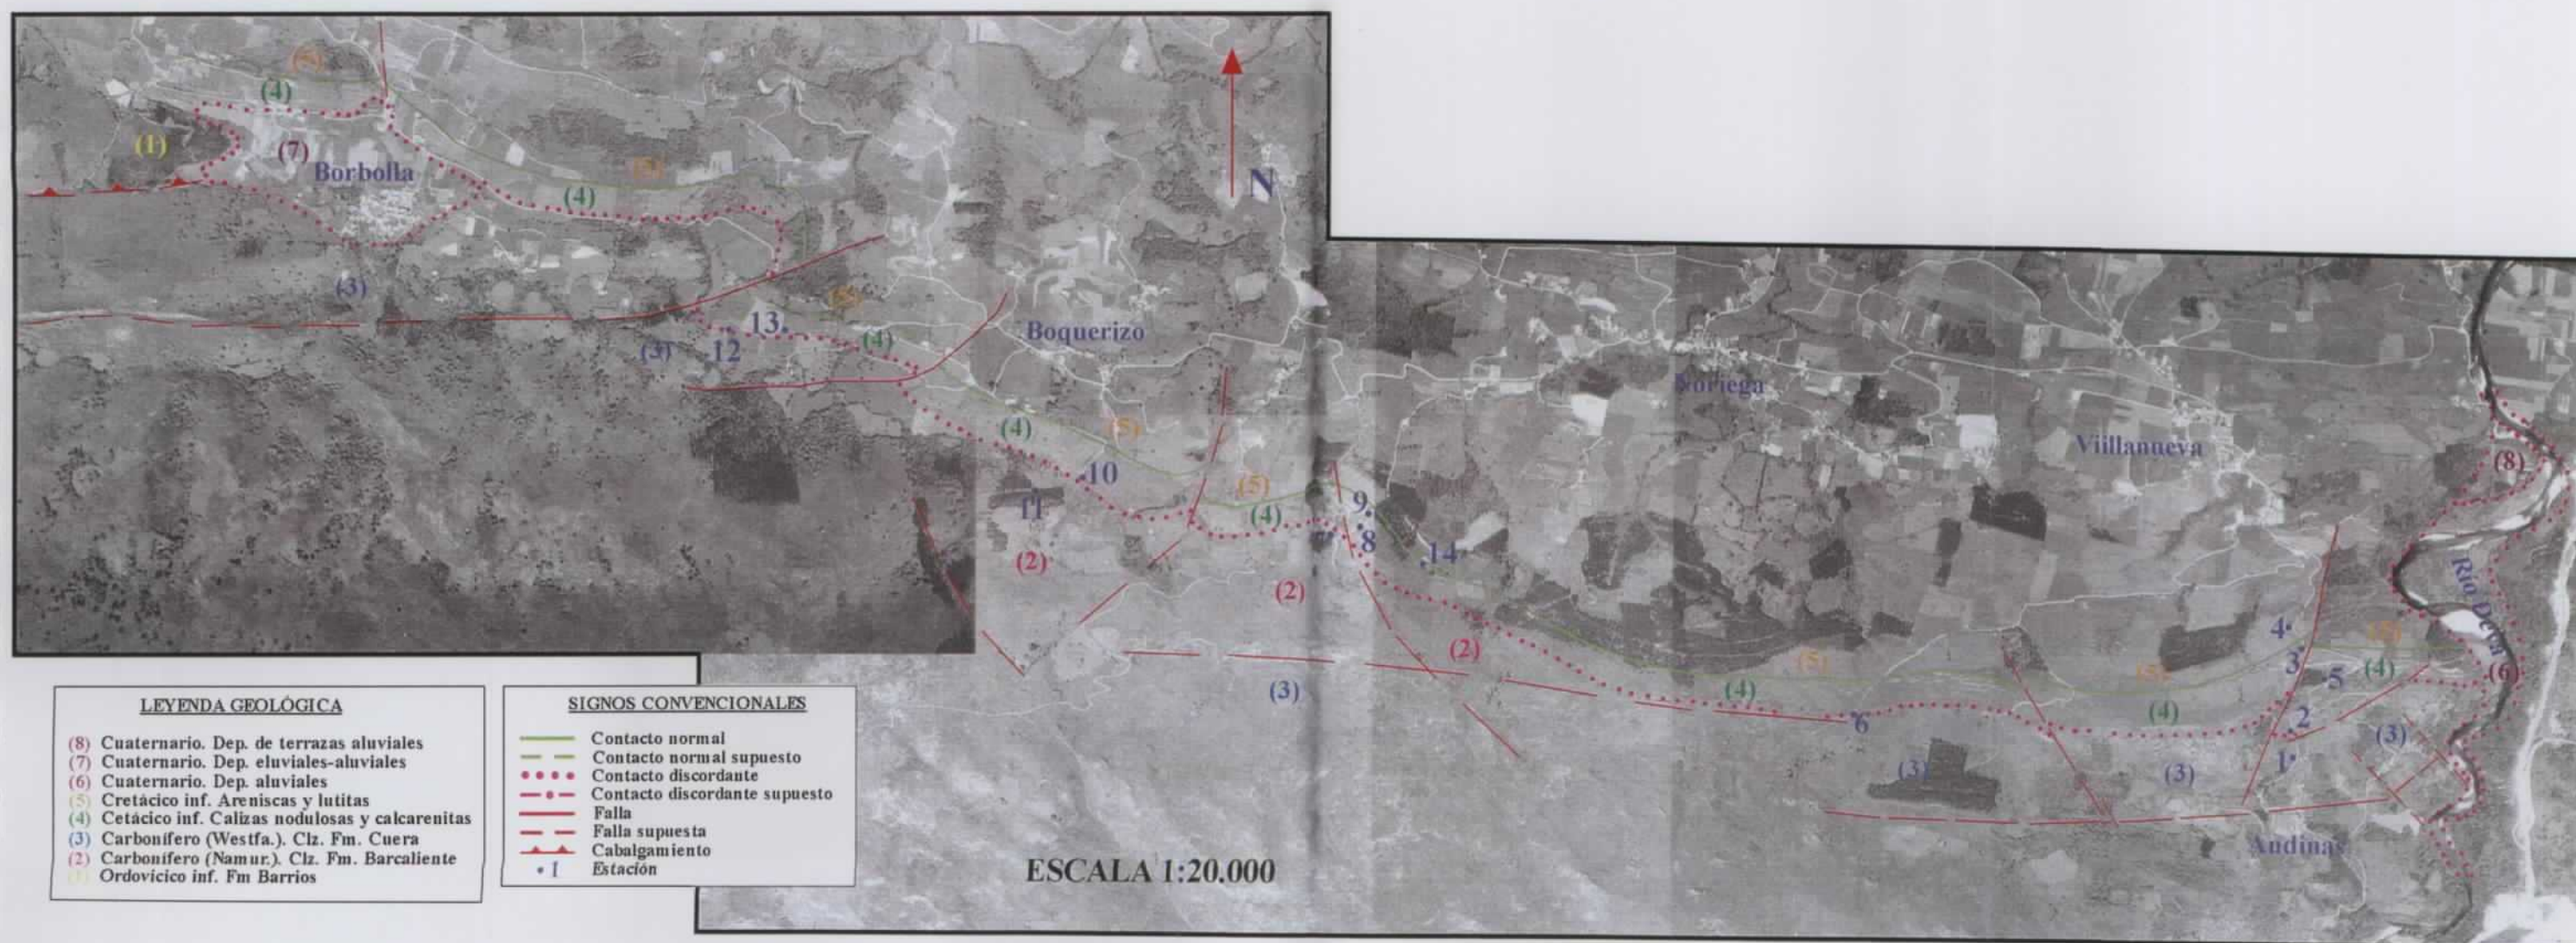 (5)
(4)
(1)
(7)
Borbolla
(5)
(4)
N
(3)
(5)
13
(4)
(3)
12
Boquerizo
Noriega
(4)
(5)
Viillanueva
(8)
10
(5)
9
11
(4)
8
14
(2)
Río Deva
(2)
4
(5)
(2)
3
(4)
(5)
(5)
5
(6)
(3)
(4)
(4)
2
6
(3)
1
(3)
(3)
Andinas
ESCALA 1:20.000
LEYENDA GEOLÓGICA
(8) Cuaternario. Dep. de terrazas aluviales
(7) Cuaternario. Dep. eluviales-aluviales
(6) Cuaternario. Dep. aluviales
(5) Cretácico inf. Areniscas y lutitas
(4) Cetácico inf. Calizas nodulosas y calcarenitas
(3) Carbonífero (Westfa.). Clz. Fm. Cuera
(2) Carbonífero (Namur.). Clz. Fm. Barcaliente
(1) Ordovícico inf. Fm Barrios
SIGNOS CONVENCIONALES
Contacto normal
Contacto normal supuesto
Contacto discordante
Contacto discordante supuesto
Falla
Falla supuesta
Cabalgamiento
1 Estación